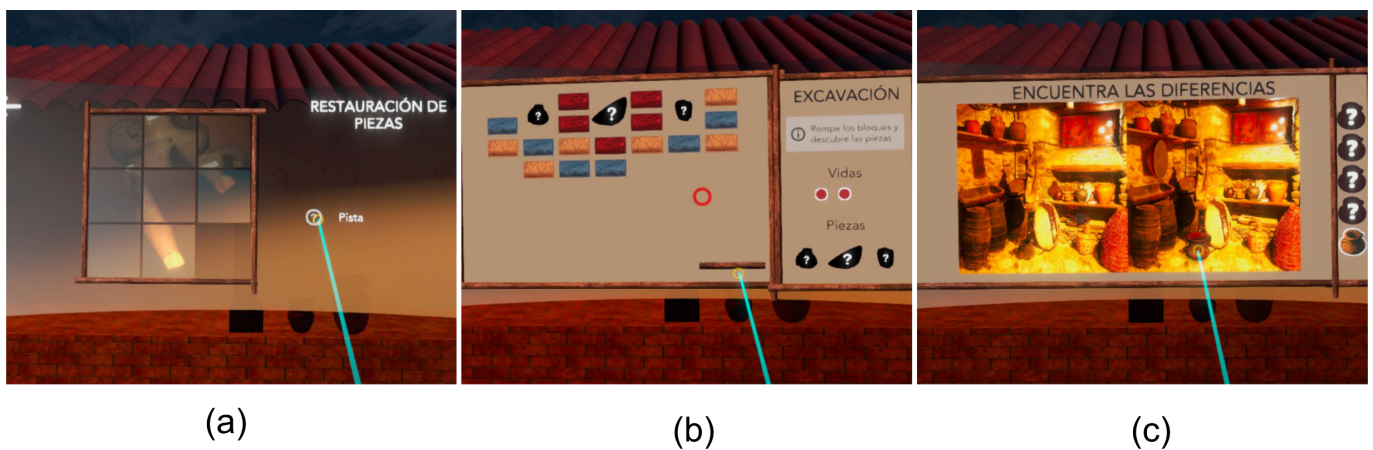 RESTAURACIÓN DE
PIEZAS
? Pista
(a)
? ? ?
EXCAVACIÓN
Rompe los bloques y
descubre las piezas
Vidas
Piezas
? ? ?
(b)
ENCUENTRA LAS DIFERENCIAS
?
?
?
?
(c)